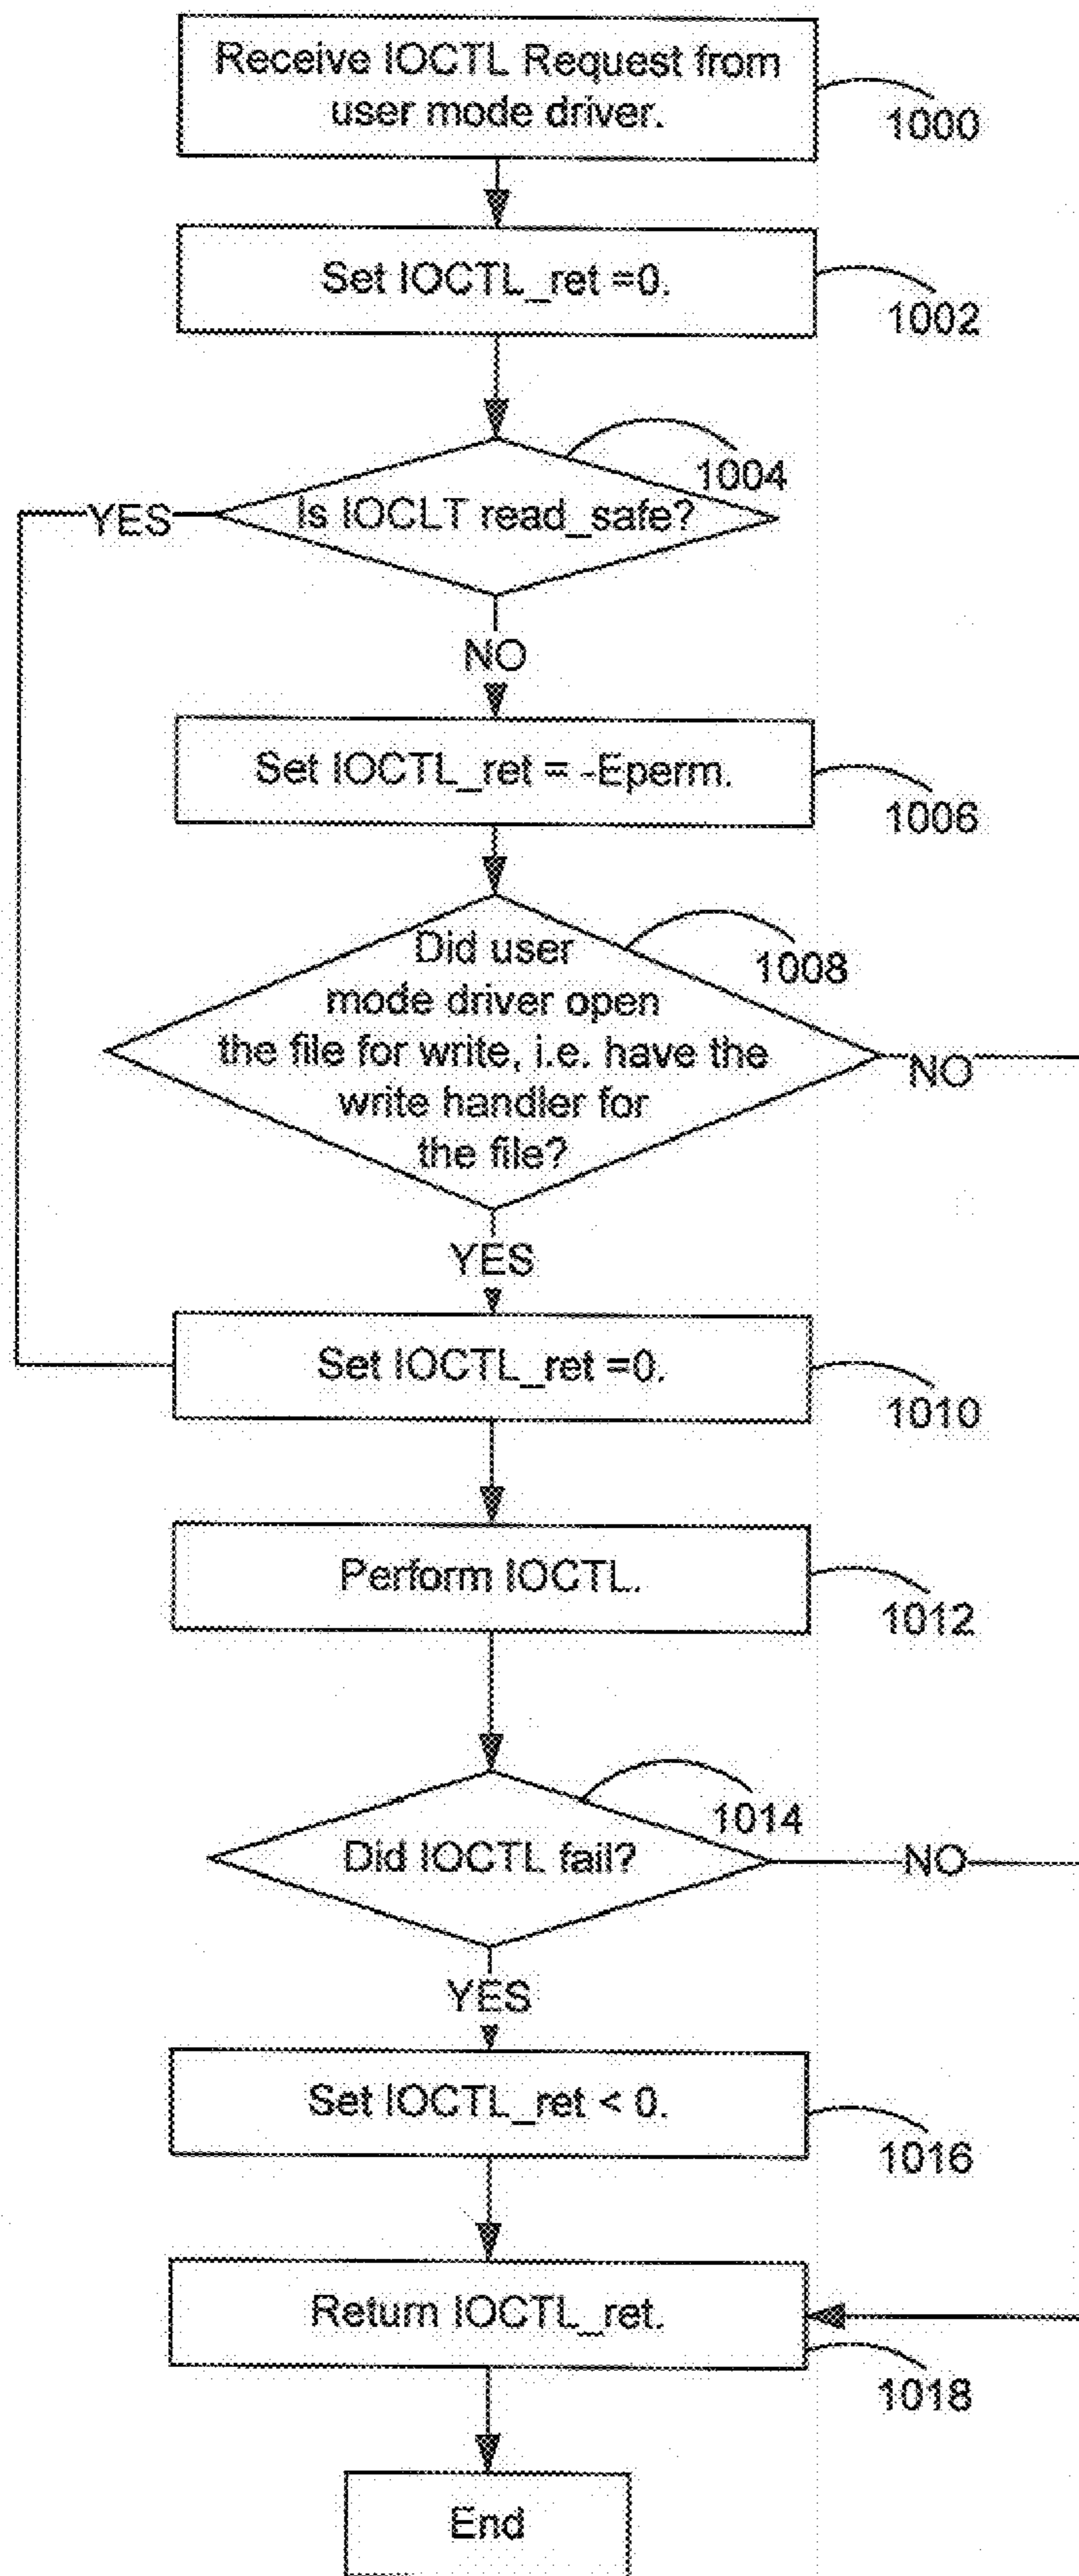 Receive IOCTL Request from
user mode driver.
1000
Set IOCTL_ret =0.
1002
1004
YES
Is IOCLT read_safe?
NO
Set IOCTL_ret = -Eperm.
1006
Did user
mode driver open
the file for write, i.e. have the
write handler for
the file?
1008
NO
YES
Set IOCTL_ret =0.
1010
Perform IOCTL.
1012
1014
Did IOCTL fail?
NO
YES
Set IOCTL_ret < 0.
1016
Return IOCTL_ret.
1018
End